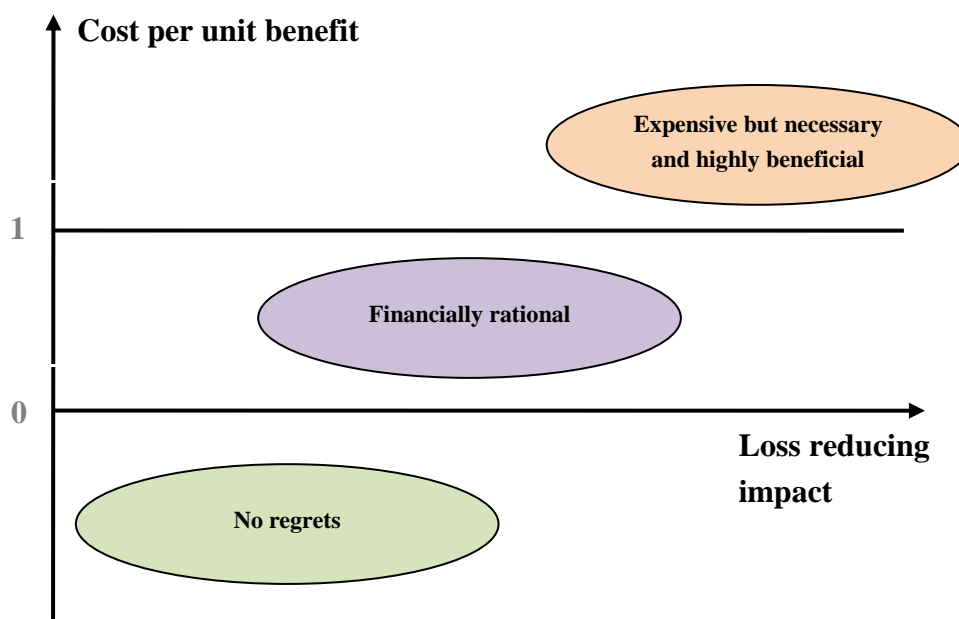 Cost per unit benefit
Expensive but necessary
and highly beneficial
1
Financially rational
0
Loss reducing
impact
No regrets